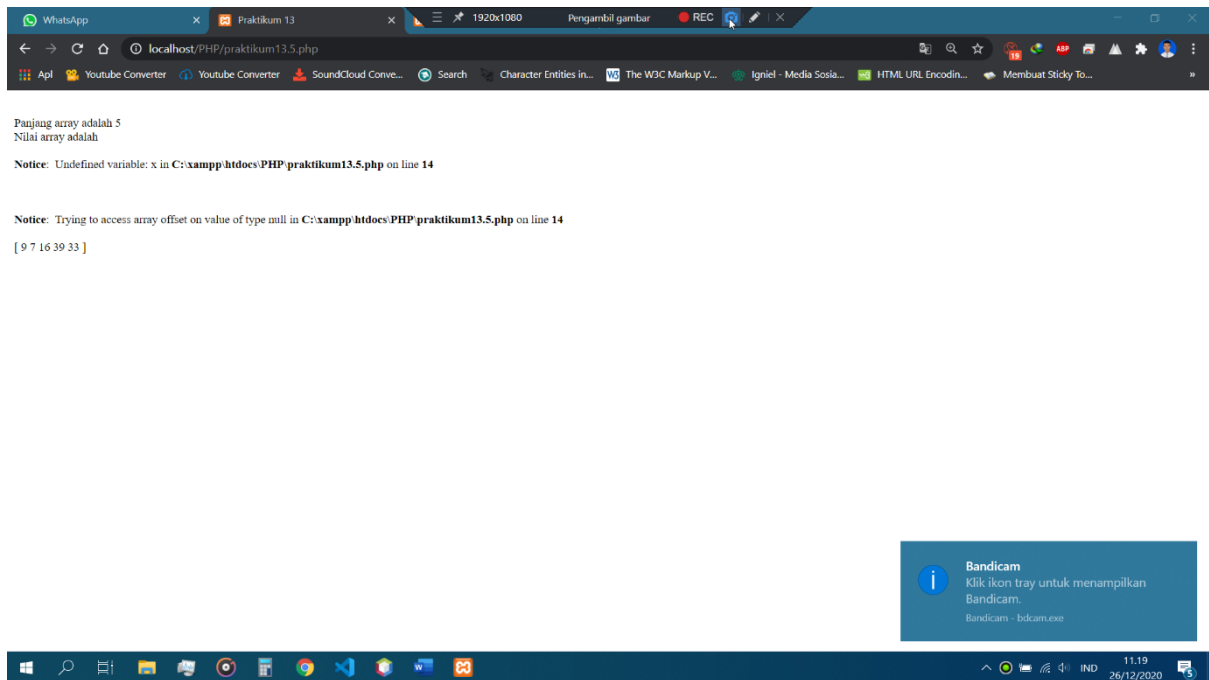 WhatsApp
Praktikum 13
1920x1080
Pengambil gambar
REC
localhost/PHP/praktikum13.5.php
19
ABP
Apl
Youtube Converter
Youtube Converter
SoundCloud Conve...
Search
Character Entities in...
The W3C Markup V...
Igniel - Media Sosia...
HTML URL Encodin...
Membuat Sticky To...
»
Panjang array adalah 5
Nilai array adalah
Notice: Undefined variable: x in C:\xampp\htdocs\PHP\praktikum13.5.php on line 14
Notice: Trying to access array offset on value of type null in C:\xampp\htdocs\PHP\praktikum13.5.php on line 14
[ 9 7 16 39 33 ]
Bandicam
Klik ikon tray untuk menampilkan
Bandicam.
Bandicam - bdcam.exe
IND
11.19
26/12/2020
5